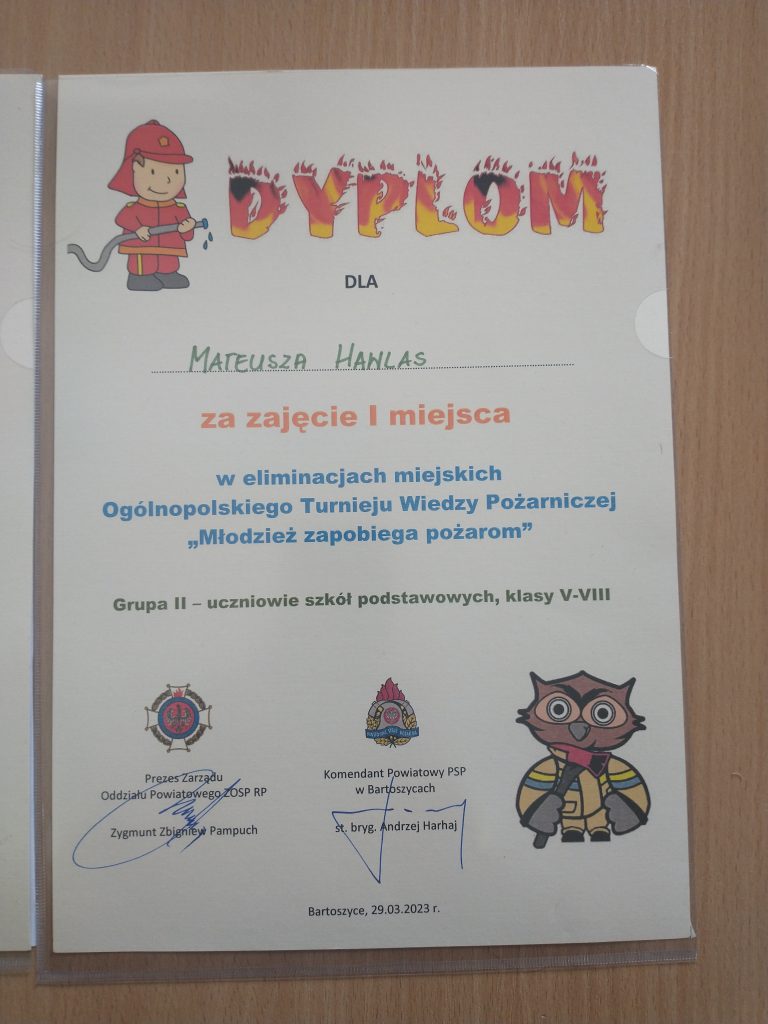 DYPLOM
DLA
MATEUSZA HANLAS
za zajęcie I miejsca
w eliminacjach miejskich
Ogólnopolskiego Turnieju Wiedzy Pożarniczej
„Młodzież zapobiega pożarom”
Grupa II – uczniowie szkół podstawowych, klasy V-VIII
Prezes Zarządu
Oddziału Powiatowego ZOSP RP
Zygmunt Zbigniew Pampuch
Komendant Powiatowy PSP
w Bartoszycach
st. bryg. Andrzej Harhaj
Bartoszyce, 29.03.2023 r.